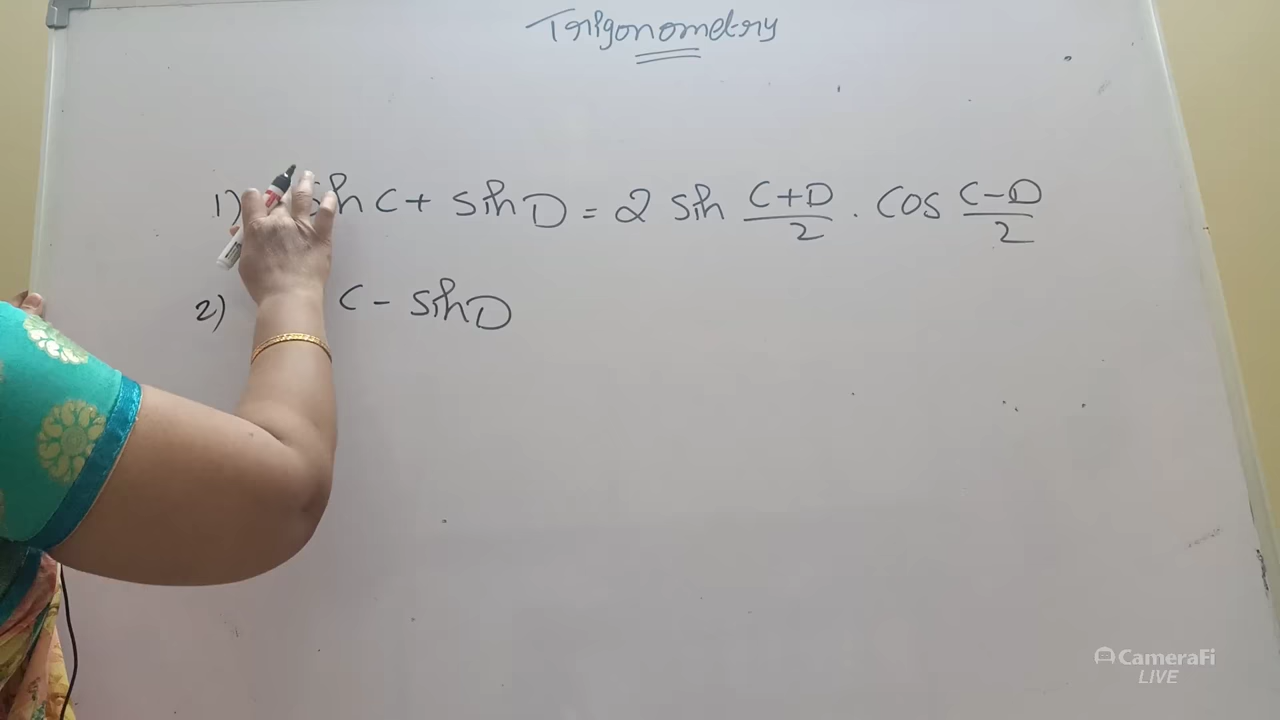 Trigonometry
1) sin C + sin D = 2 sin (C+D)/2 . cos (C-D)/2
2) C - sin D
CameraFi
LIVE